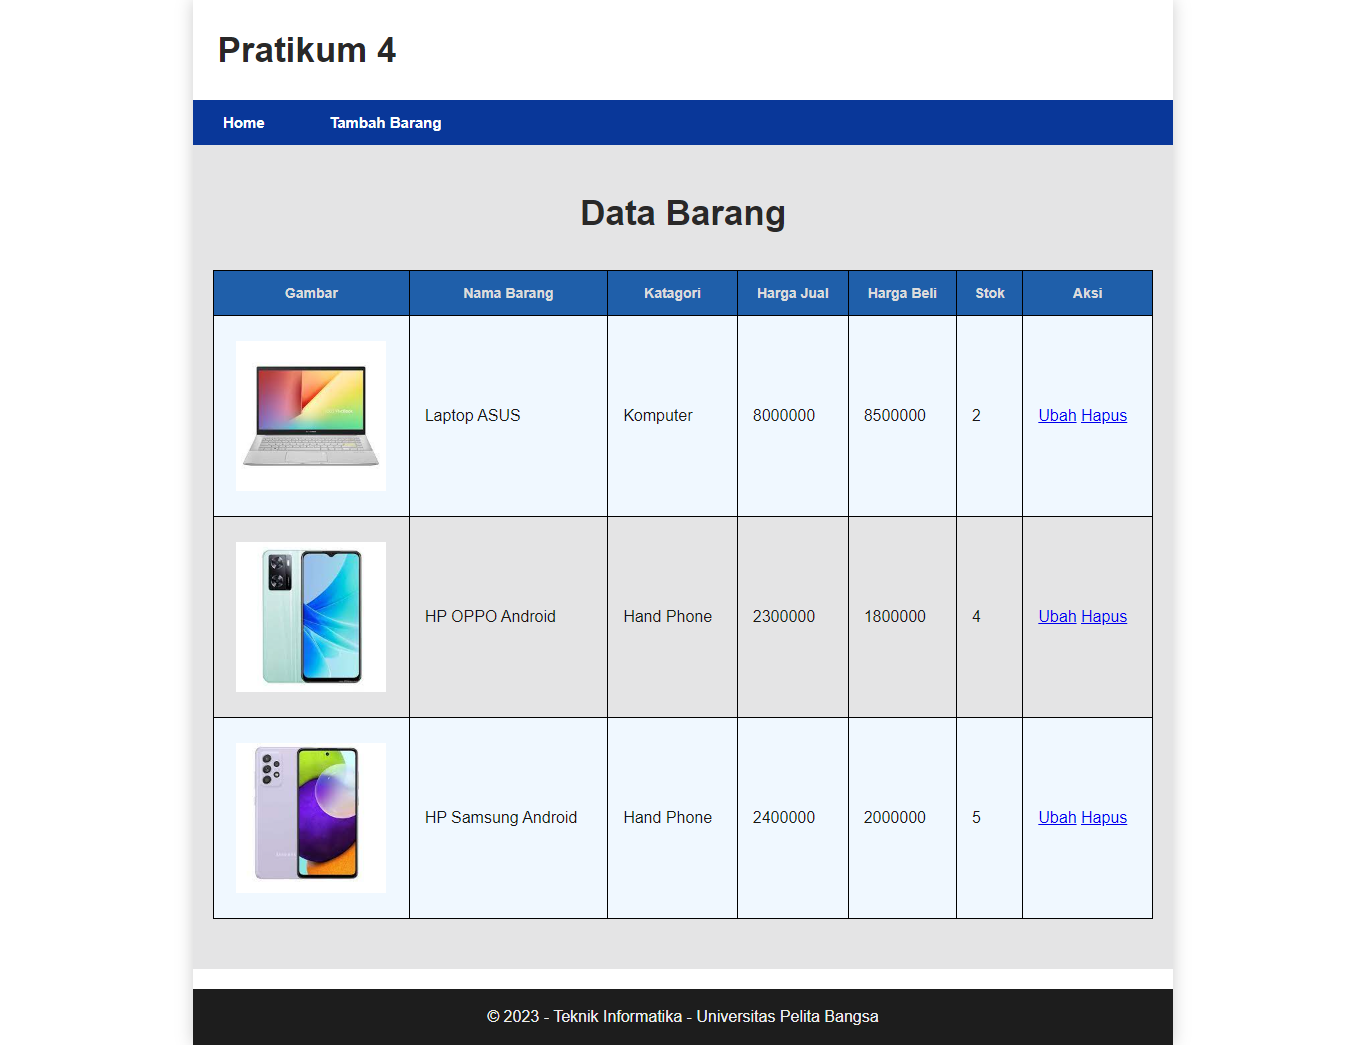 Pratikum 4
Home Tambah Barang
Data Barang
Gambar Nama Barang Katagori Harga Jual Harga Beli Stok Aksi
Laptop ASUS Komputer 8000000 8500000 2 Ubah Hapus
HP OPPO Android Hand Phone 2300000 1800000 4 Ubah Hapus
HP Samsung Android Hand Phone 2400000 2000000 5 Ubah Hapus
© 2023 - Teknik Informatika - Universitas Pelita Bangsa